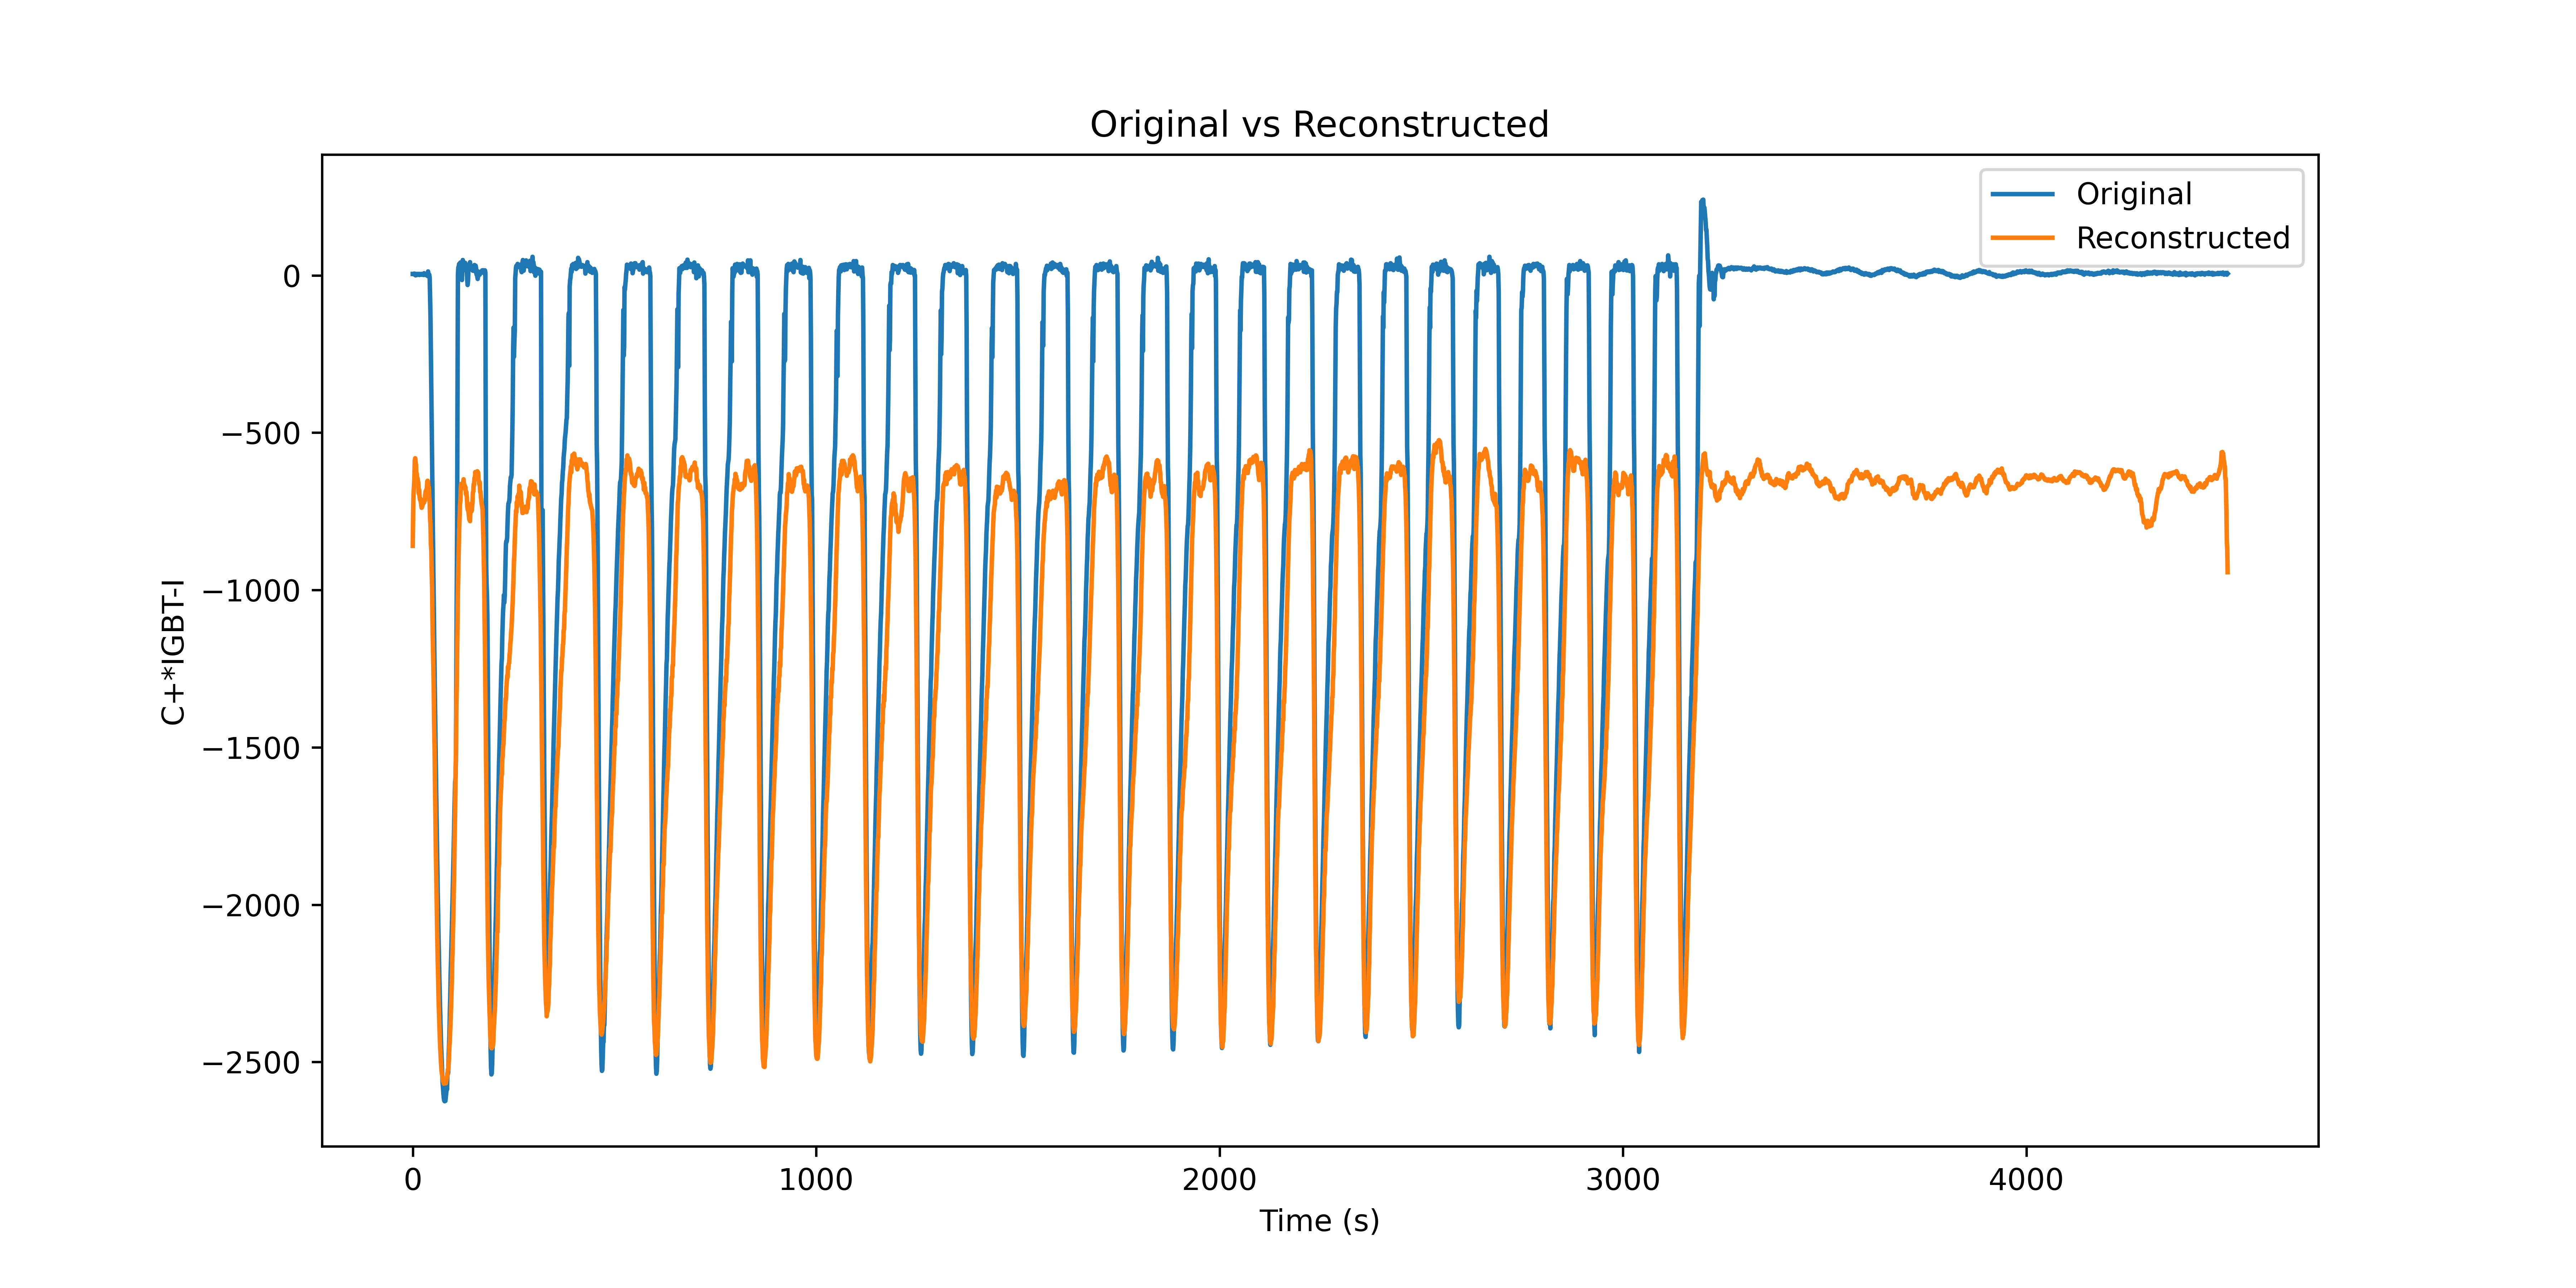 Original vs Reconstructed
Original
Reconstructed
0
−500
−1000
−1500
−2000
−2500
C+*IGBT-I
0
1000
2000
3000
4000
Time (s)